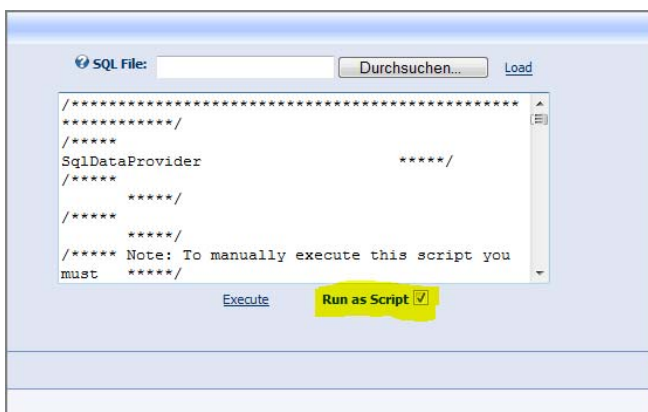 SQL File: Durchsuchen... Load
/************************************************
************/
/*****
SqlDataProvider *****/
/*****
*****/
/*****
*****/
/***** Note: To manually execute this script you
must *****/
Execute Run as Script